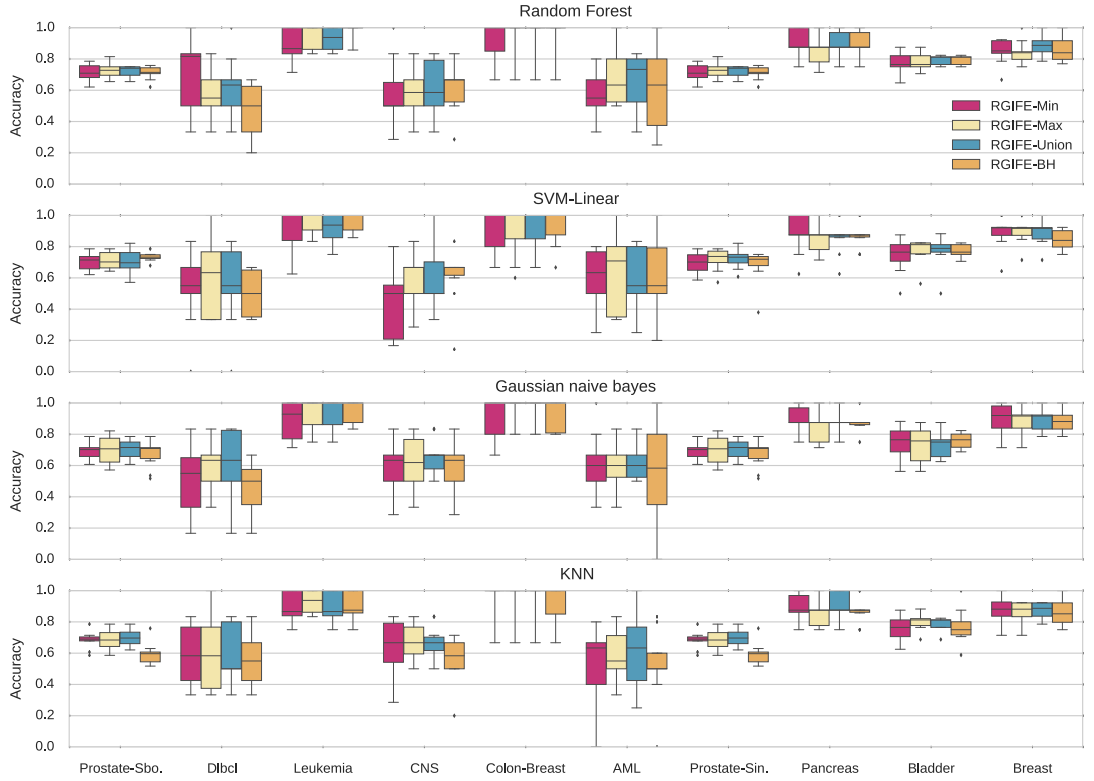 Random Forest
1.0
0.8
0.6
0.4
0.2
0.0
Accuracy
RGIFE-Min
RGIFE-Max
RGIFE-Union
RGIFE-BH
SVM-Linear
1.0
0.8
0.6
0.4
0.2
0.0
Accuracy
Gaussian naive bayes
1.0
0.8
0.6
0.4
0.2
0.0
Accuracy
KNN
1.0
0.8
0.6
0.4
0.2
0.0
Accuracy
Prostate-Sbo. Dlbcl Leukemia CNS Colon-Breast AML Prostate-Sin. Pancreas Bladder Breast